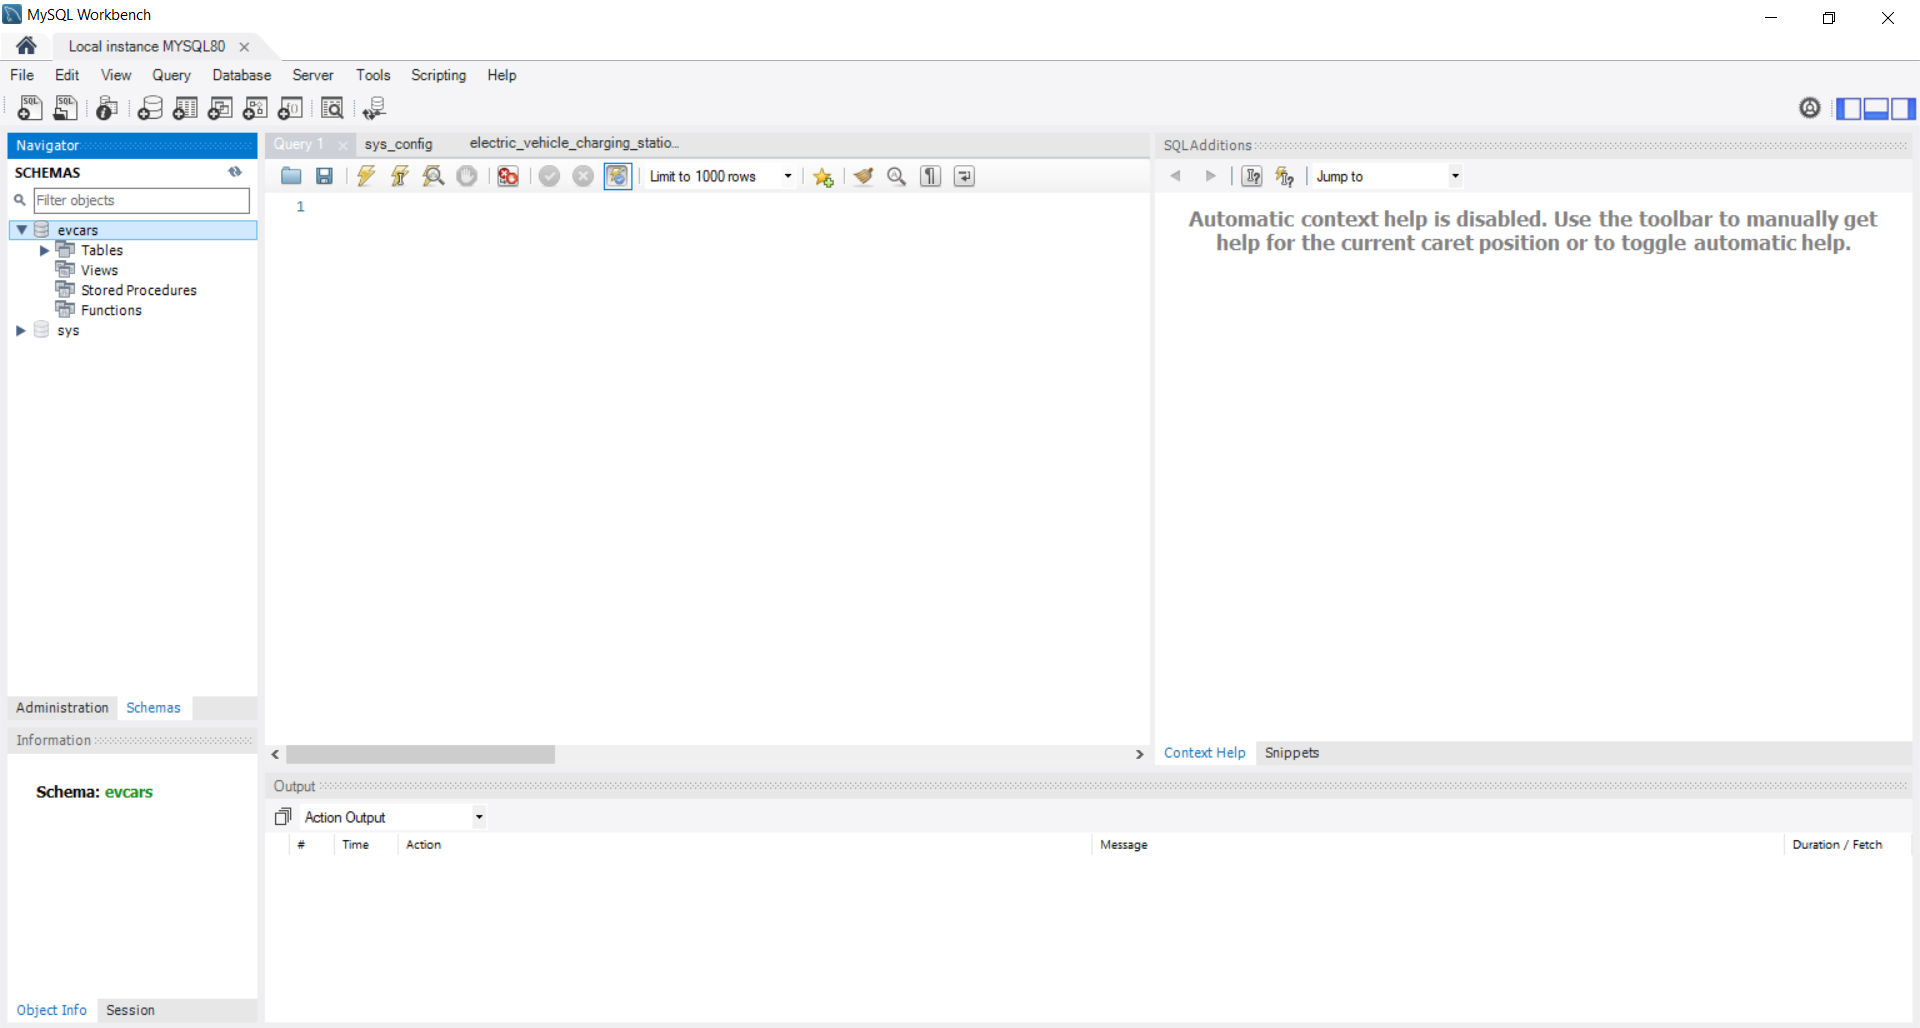 MySQL Workbench
Local instance MYSQL80
File Edit View Query Database Server Tools Scripting Help
Navigator
SCHEMAS
Filter objects
evcars
Tables
Views
Stored Procedures
Functions
sys
Administration Schemas
Information
Schema: evcars
Object Info Session
Query 1 sys_config electric_vehicle_charging_statio...
Limit to 1000 rows
1
SQLAdditions
Jump to
Automatic context help is disabled. Use the toolbar to manually get
help for the current caret position or to toggle automatic help.
Context Help Snippets
Output
Action Output
# Time Action Message Duration / Fetch